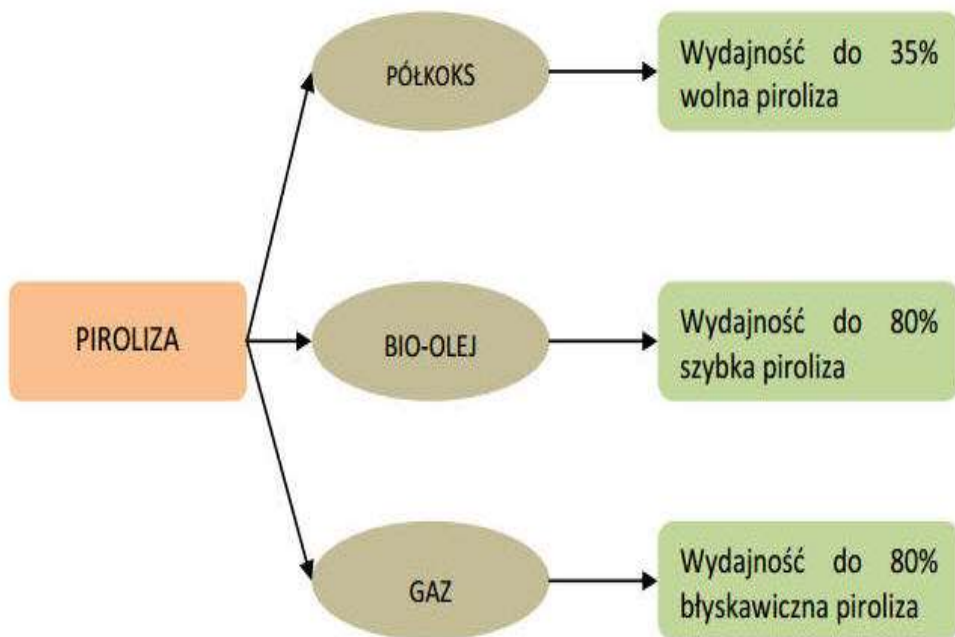 PÓŁKOKS
Wydajność do 35%
wolna piroliza
PIROLIZA
BIO-OLEJ
Wydajność do 80%
szybka piroliza
GAZ
Wydajność do 80%
błyskawiczna piroliza